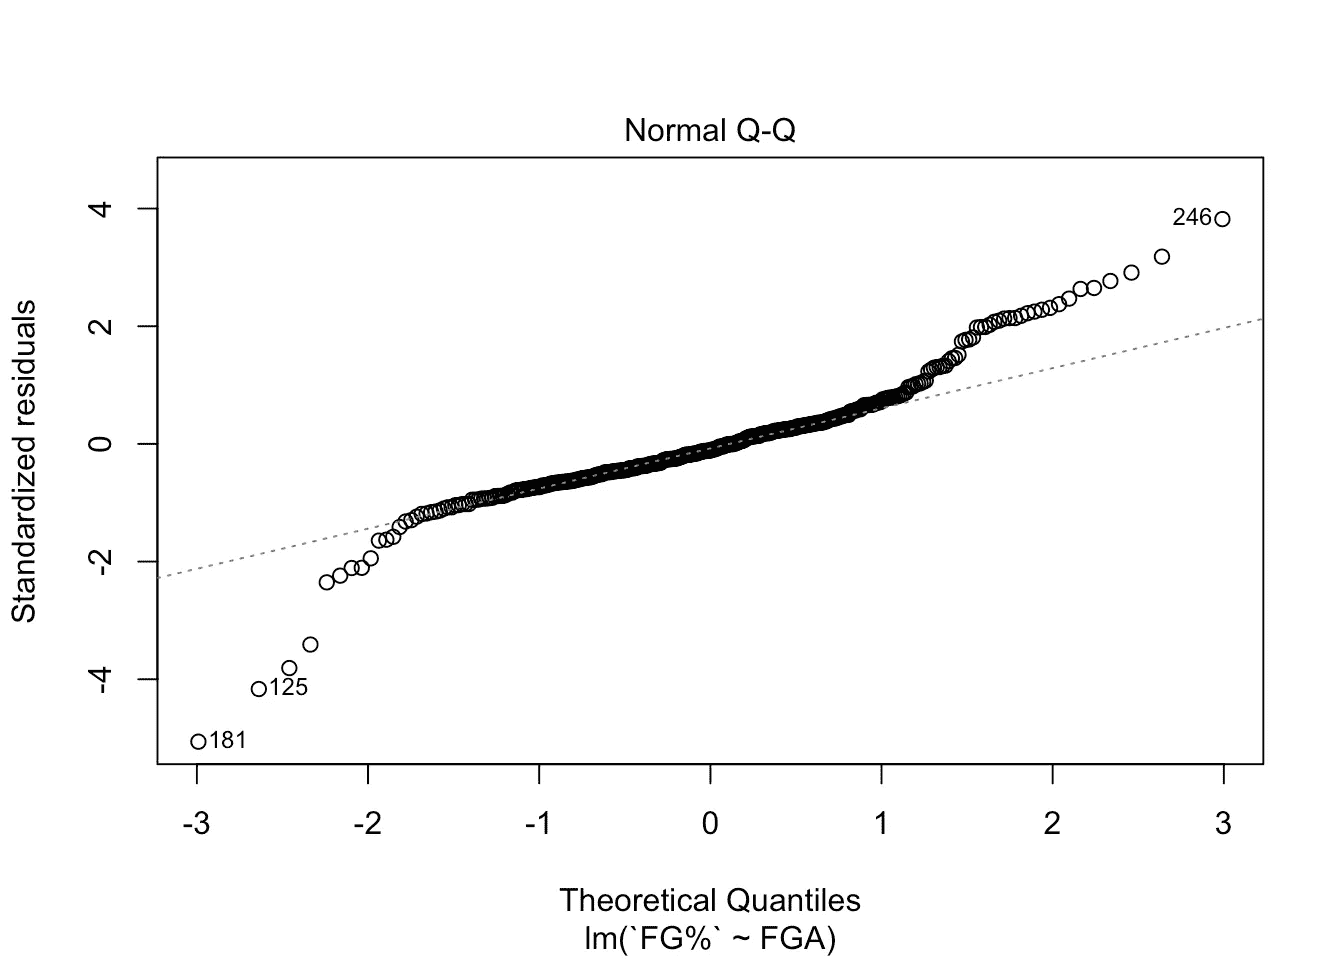 Normal Q-Q
Standardized residuals
4
2
0
-2
-4
246
125
181
-3 -2 -1 0 1 2 3
Theoretical Quantiles
lm(`FG%` ~ FGA)